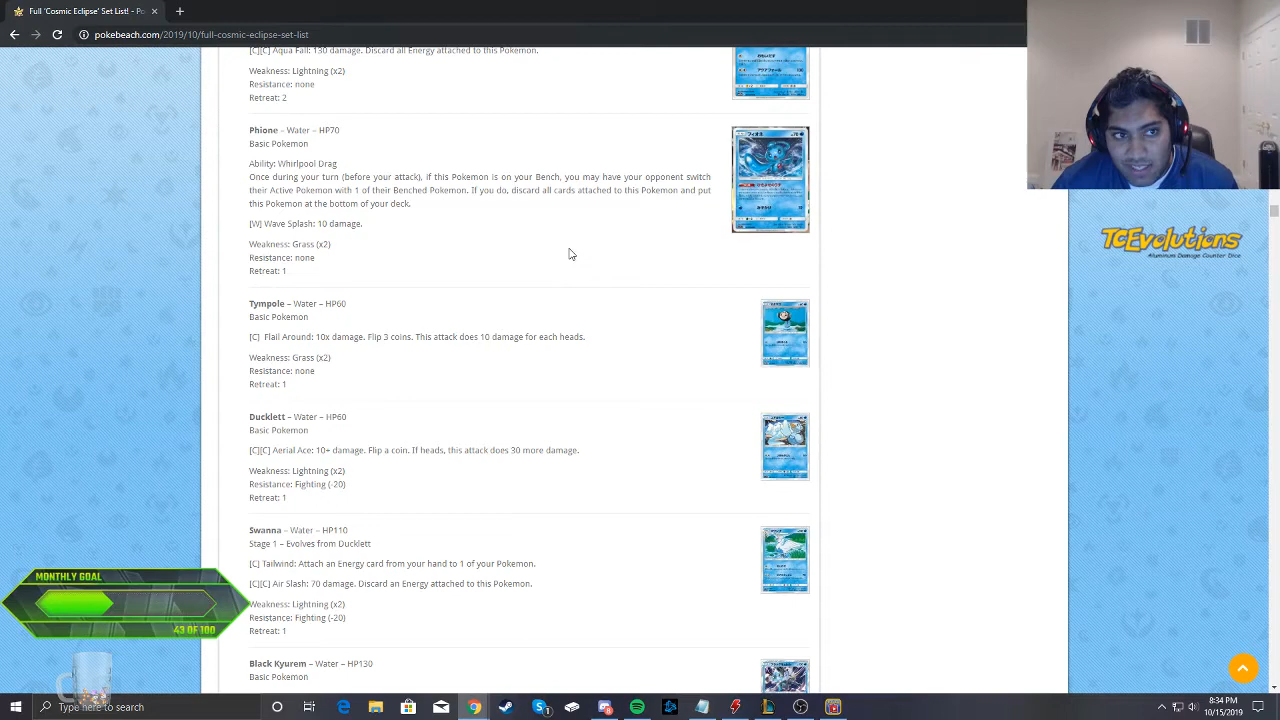 Full 'Cosmic Eclipse' Set List! - Po
pokebeach.com/2019/10/full-cosmic-eclipse-set-list
[C][C] Aqua Fall: 130 damage. Discard all Energy attached to this Pokemon.
Weakness: Lightning (x2)
Resistance: none
Retreat: 2
Phione – Water – HP70
Basic Pokemon
Ability: Whirlpool Drag
Once during your turn (before your attack), if this Pokemon is on your Bench, you may have your opponent switch
their Active Pokemon with 1 of their Benched Pokemon. If you do, discard all cards attached to this Pokemon and put
this Pokemon on the bottom of your deck.
[W] Wave Splash: 20 damage.
Weakness: Grass (x2)
Resistance: none
Retreat: 1
Tympole – Water – HP60
Basic Pokemon
[C] Flail Around: 10x damage. Flip 3 coins. This attack does 10 damage for each heads.
Weakness: Grass (x2)
Resistance: none
Retreat: 1
Ducklett – Water – HP60
Basic Pokemon
[C][C] Aerial Ace: 10+ damage. Flip a coin. If heads, this attack does 20 more damage.
Weakness: Lightning (x2)
Resistance: Fighting (-20)
Retreat: 1
Swanna – Water – HP110
Stage 1 – Evolves from Ducklett
Attach an Energy card from your hand to 1 of your Pokemon.
[C][C] Air Slash: 70 damage. Discard an Energy attached to this Pokemon.
Weakness: Lightning (x2)
Resistance: Fighting (-20)
Retreat: 1
Black Kyurem – Water – HP130
Basic Pokemon
TCEvolutions
Aluminum Damage Counter Dice
MONTHLY GOAL
43 OF 100
Type here to search
8:34 PM
10/15/2019